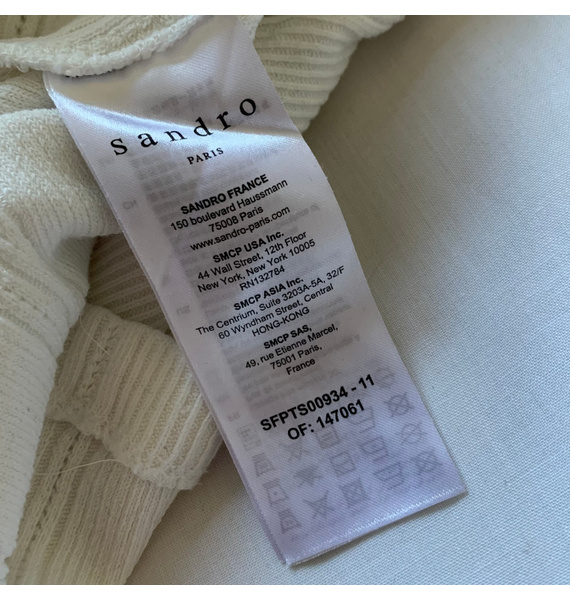 sandro
PARIS
SANDRO FRANCE
150 boulevard Haussmann
75008 Paris
www.sandro-paris.com
SMCP USA Inc.
44 Wall Street, 12th Floor
New York, New York 10005
RN132784
SMCP ASIA Inc.
The Centrium, Suite 3203A-5A, 32/F
60 Wyndham Street, Central
HONG-KONG
SMCP SAS,
49, rue Etienne Marcel,
75001 Paris,
France
SFPTS00934 - 11
OF: 147061